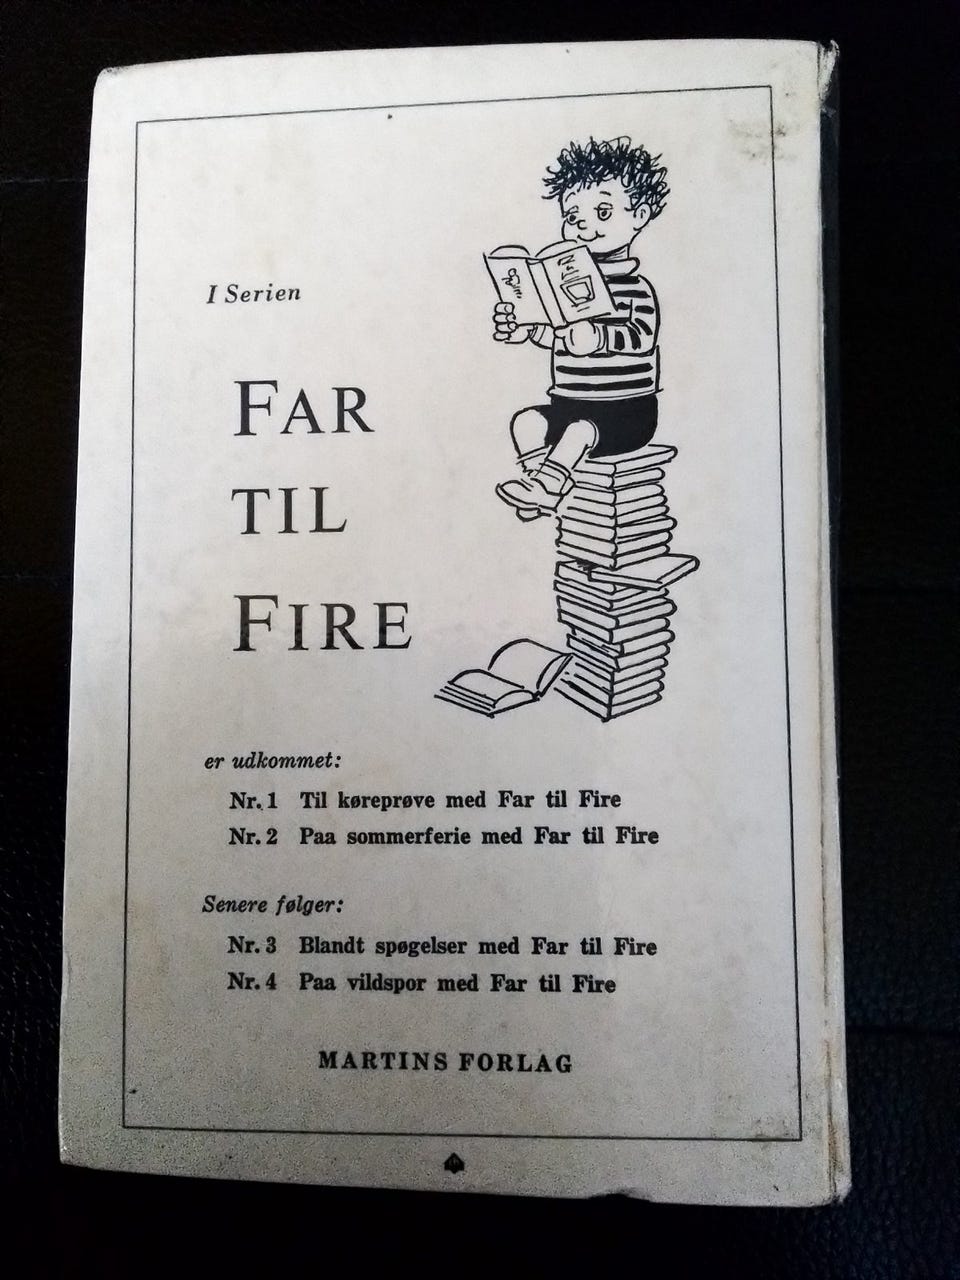 I Serien
FAR
TIL
FIRE
er udkommet:
Nr. 1 Til køreprøve med Far til Fire
Nr. 2 Paa sommerferie med Far til Fire
Senere følger:
Nr. 3 Blandt spøgelser med Far til Fire
Nr. 4 Paa vildspor med Far til Fire
MARTINS FORLAG